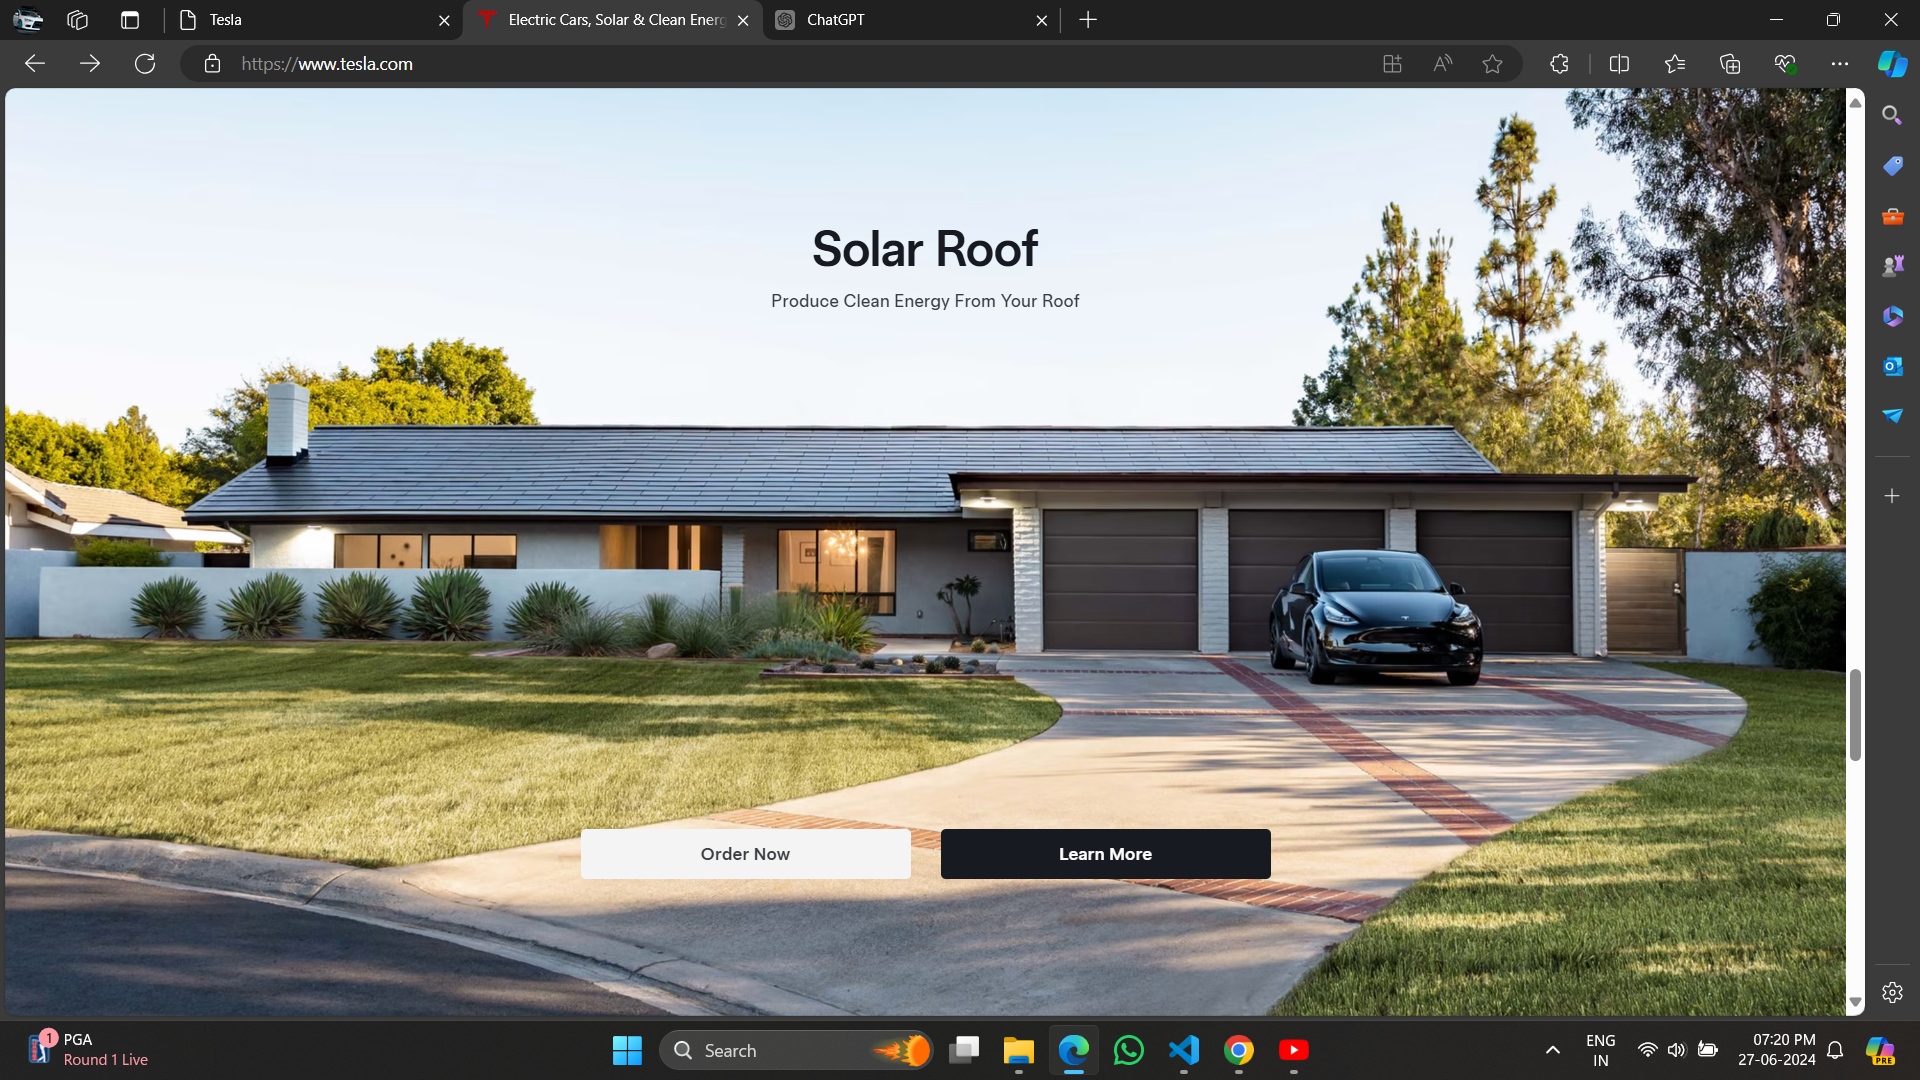 Tesla
Electric Cars, Solar & Clean Energ
ChatGPT
https://www.tesla.com
Solar Roof
Produce Clean Energy From Your Roof
Order Now
Learn More
1
PGA
Round 1 Live
Search
ENG
IN
07:20 PM
27-06-2024
PRE